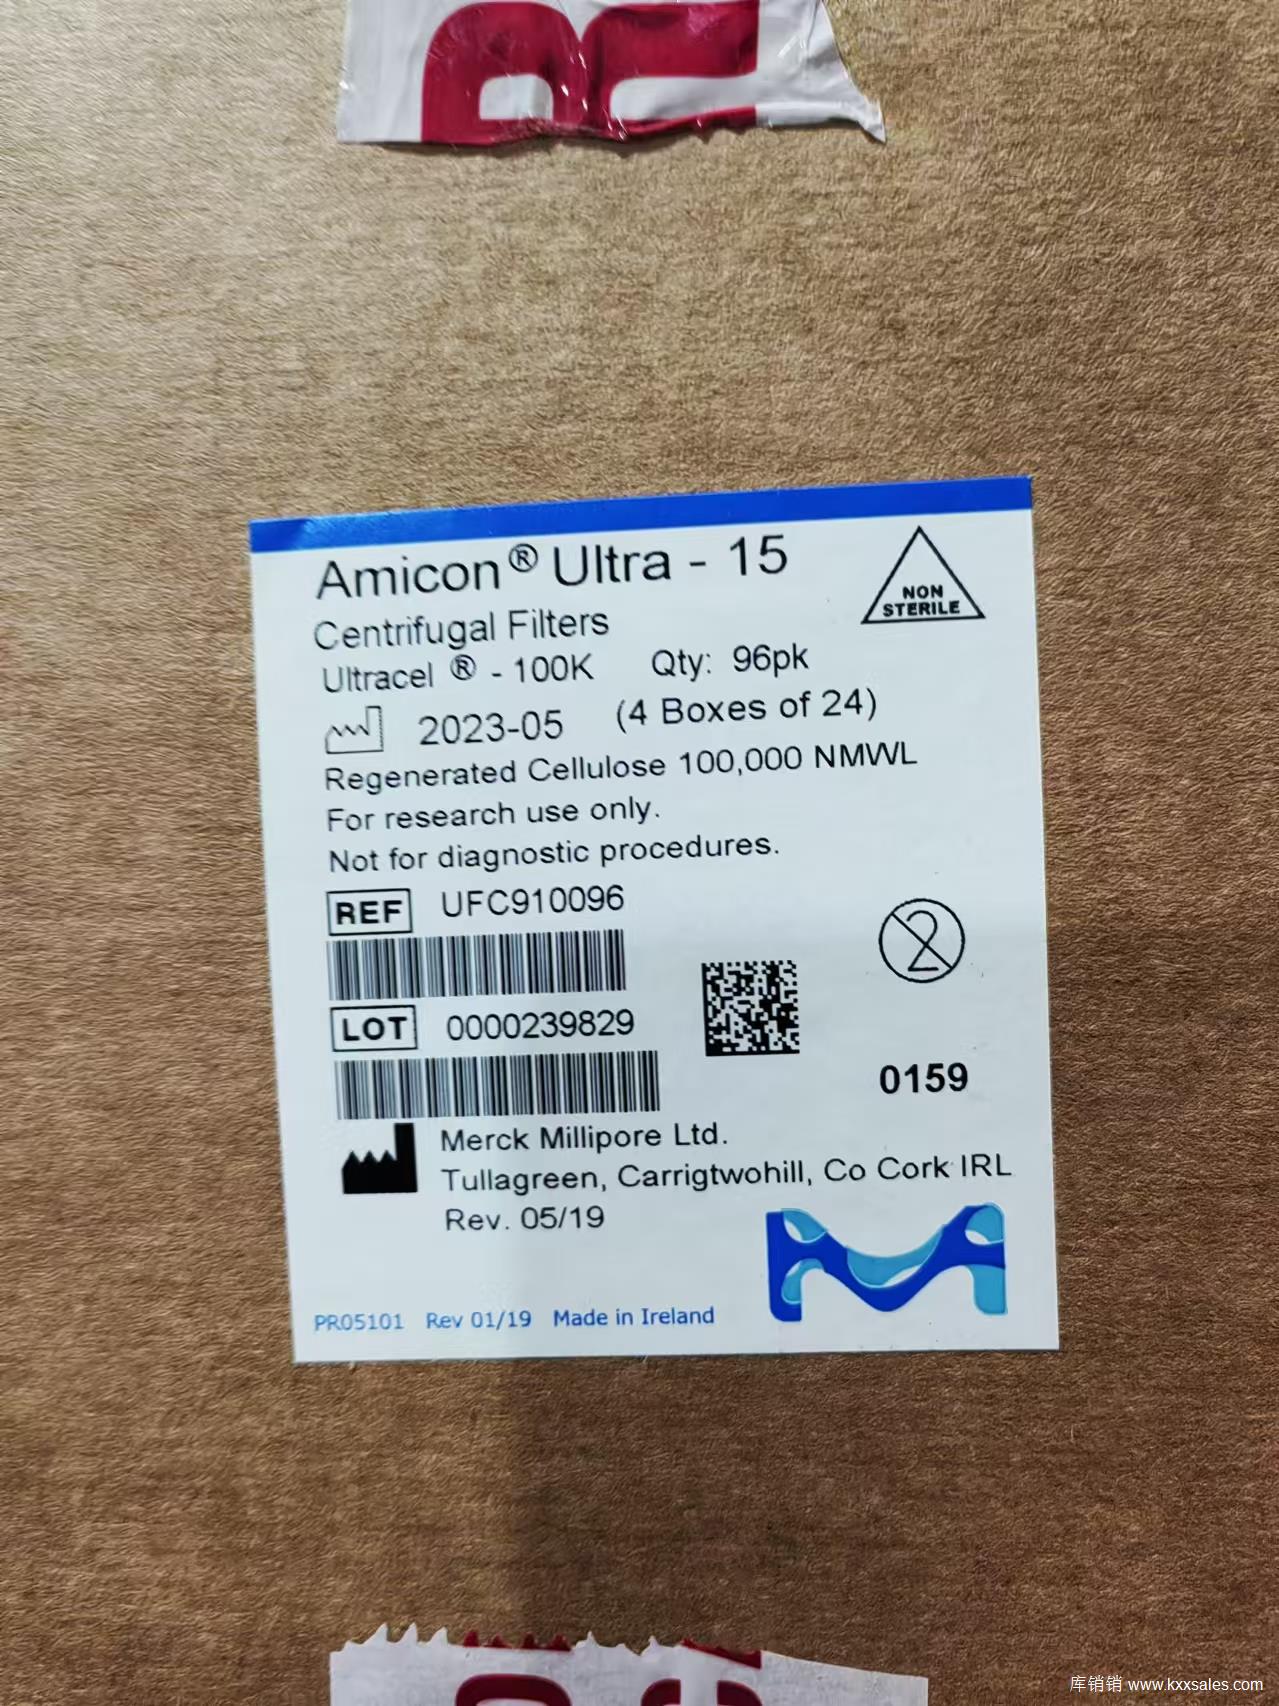 Amicon® Ultra - 15
NON
STERILE
Centrifugal Filters
Ultracel ® - 100K Qty: 96pk
2023-05 (4 Boxes of 24)
Regenerated Cellulose 100,000 NMWL
For research use only.
Not for diagnostic procedures.
REF UFC910096
2
LOT 0000239829
0159
Merck Millipore Ltd.
Tullagreen, Carrigtwohill, Co Cork IRL
Rev. 05/19
PR05101 Rev 01/19 Made in Ireland
库销销 www.kxxsales.com